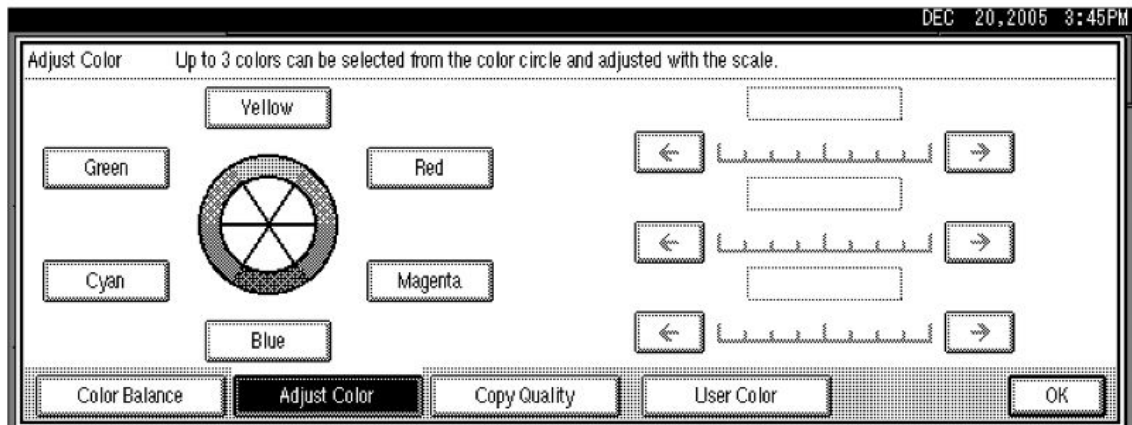 DEC 20,2005 3:45PM
Adjust Color Up to 3 colors can be selected from the color circle and adjusted with the scale.
Yellow
Green
Red
Cyan
Magenta
Blue
Color Balance Adjust Color Copy Quality User Color OK